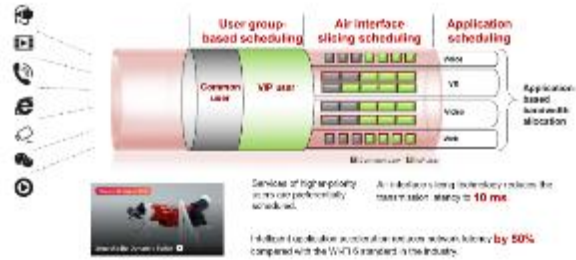 User group-
based scheduling
Air interface
slicing scheduling
Application
scheduling
Common
user
VIP user
Voice
VR
Video
Web
Application
based
bandwidth
allocation
Services of higher-priority
users are preferentially
scheduled.
Air interface slicing technology reduces the
transmission latency to 10 ms
Intelligent application acceleration reduces network latency by 50%
compared with the Wi-Fi 6 standard in the industry.